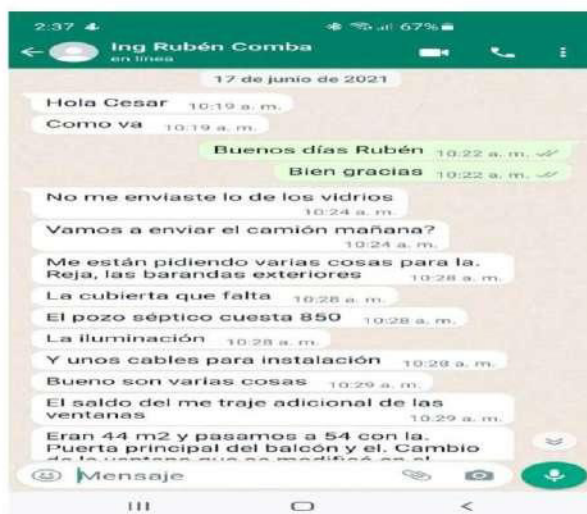 2:37
67%
Ing Rubén Comba
en línea
17 de junio de 2021
Hola Cesar 10:19 a. m.
Como va 10:19 a. m.
Buenos días Rubén 10:22 a. m.
Bien gracias 10:22 a. m.
No me enviaste lo de los vidrios
10:24 a. m.
Vamos a enviar el camión mañana?
10:24 a. m.
Me están pidiendo varias cosas para la.
Reja, las barandas exteriores 10:28 a. m.
La cubierta que falta 10:28 a. m.
El pozo séptico cuesta 850 10:28 a. m.
La iluminación 10:28 a. m.
Y unos cables para instalación 10:28 a. m.
Bueno son varias cosas 10:29 a. m.
El saldo del me traje adicional de las
ventanas 10:29 a. m.
Eran 44 m2 y pasamos a 54 con la.
Puerta principal del balcón y el. Cambio
Mensaje